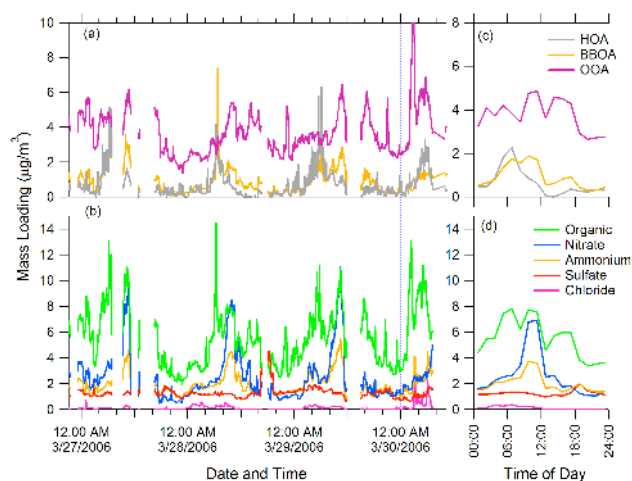 10
8
6
4
2
0
(a)
8
6
4
2
0
(c)
HOA
BBOA
OOA
Mass Loading (µg/m³)
14
12
10
8
6
4
2
0
(b)
14
12
10
8
6
4
2
0
(d)
Organic
Nitrate
Ammonium
Sulfate
Chloride
12:00 AM
3/27/2006
12:00 AM
3/28/2006
12:00 AM
3/29/2006
12:00 AM
3/30/2006
00:00
06:00
12:00
18:00
24:00
Date and Time
Time of Day